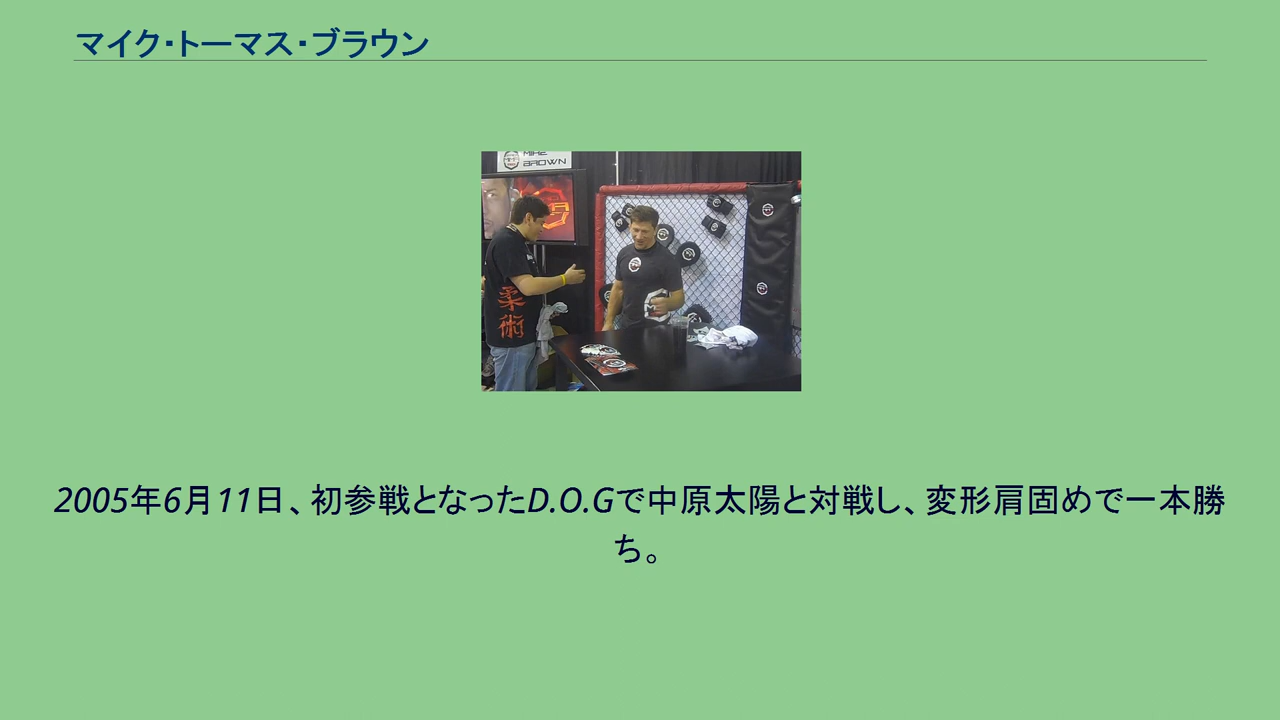 マイク・トーマス・ブラウン
MIKE
BROWN
柔
術
2005年6月11日、初参戦となったD.O.Gで中原太陽と対戦し、変形肩固めで一本勝
ち。